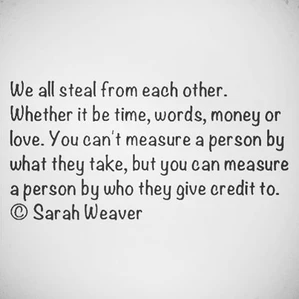 We all steal from each other.
Whether it be time, words, money or
love. You can't measure a person by
what they take, but you can measure
a person by who they give credit to.
© Sarah Weaver